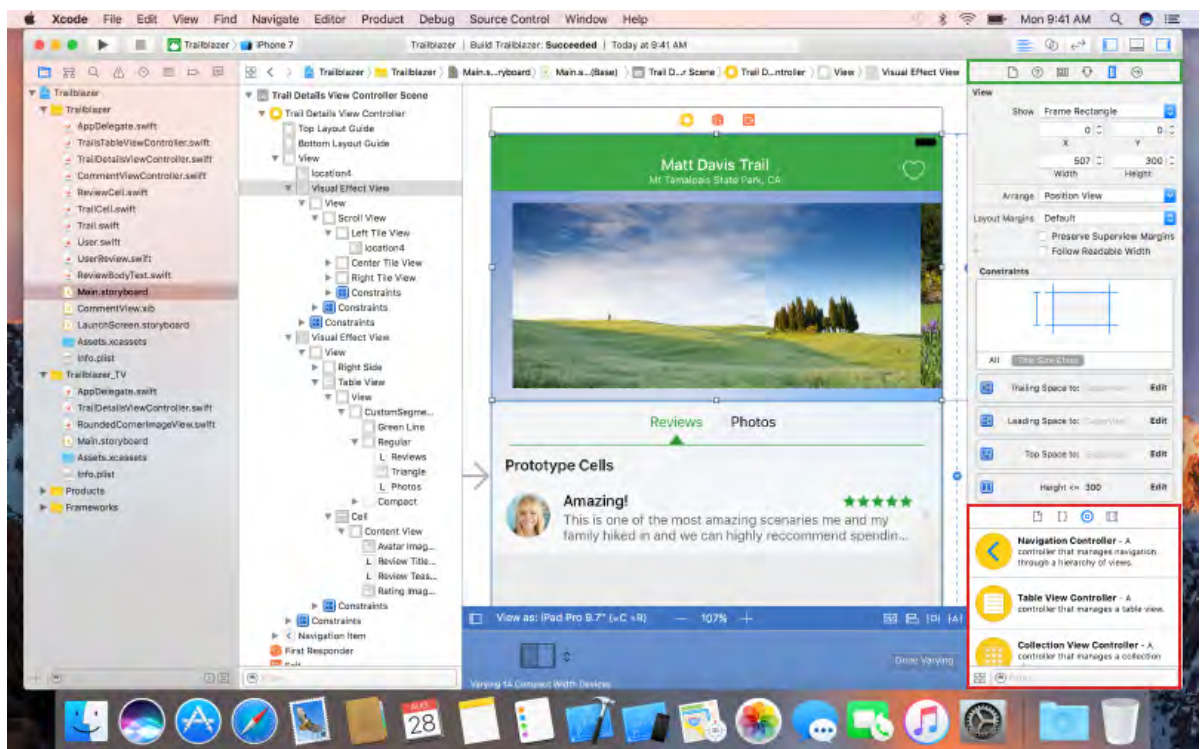 Xcode File Edit View Find Navigate Editor Product Debug Source Control Window Help
Mon 9:41 AM
Trailblazer iPhone 7
Trailblazer | Build Trailblazer: Succeeded | Today at 9:41 AM
Trailblazer Trailblazer Main.s...ryboard Main.s...(Base) Trail D...r Scene Trail D...ntroller View Visual Effect View
Trailblazer
Trailblazer
AppDelegate.swift
TrailsTableViewController.swift
TrailDetailsViewController.swift
CommentViewController.swift
ReviewCell.swift
TrailCell.swift
Trail.swift
User.swift
UserReview.swift
ReviewBodyText.swift
Main.storyboard
CommentView.xib
LaunchScreen.storyboard
Assets.xcassets
Info.plist
Trailblazer_TV
AppDelegate.swift
TrailDetailsViewController.swift
RoundedCornerImageView.swift
Main.storyboard
Assets.xcassets
Info.plist
Products
Frameworks
Trail Details View Controller Scene
Trail Details View Controller
Top Layout Guide
Bottom Layout Guide
View
location4
Visual Effect View
View
Scroll View
Left Tile View
location4
Center Tile View
Right Tile View
Constraints
Constraints
Constraints
Visual Effect View
View
Right Side
Table View
View
CustomSegme...
Green Line
Regular
L Reviews
Triangle
L Photos
Compact
Cell
Content View
Avatar Imag...
L Review Title...
L Review Teas...
Rating Imag...
Constraints
Constraints
Navigation Item
First Responder
Exit
Matt Davis Trail
Mt Tamalpais State Park, CA
Reviews Photos
Prototype Cells
Amazing!
This is one of the most amazing scenaries me and my
family hiked in and we can highly reccommend spendin...
View as: iPad Pro 9.7" (wC hR) — 107% +
Done Varying
Varying 14 Compact Width Devices
View
Show Frame Rectangle
0 0
X Y
507 300
Width Height
Arrange Position View
Layout Margins Default
Preserve Superview Margins
Follow Readable Width
Constraints
All This Size Class
Trailing Space to: Superview Edit
Leading Space to: Superview Edit
Top Space to: Superview Edit
Height <= 300 Edit
Navigation Controller - A
controller that manages navigation
through a hierarchy of views.
Table View Controller - A
controller that manages a table view.
Collection View Controller - A
controller that manages a collection
AUG
28